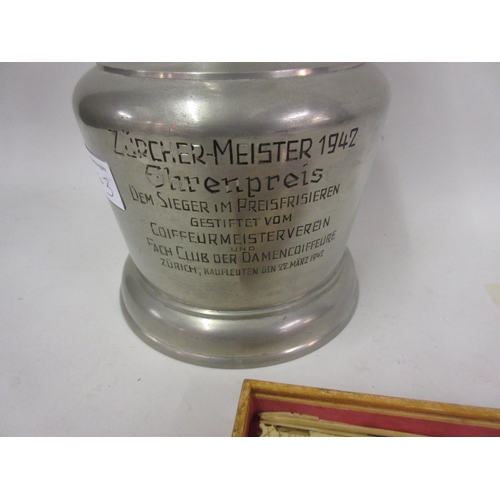 ZÜRCHER-MEISTER 1942
Ehrenpreis
DEM SIEGER IM PREISFRISIEREN
GESTIFTET VOM
COIFFEURMEISTERVEREIN
UND
FACH CLUB DER DAMENCOIFFEURE
ZÜRICH, KAUFLEUTEN DEN 22. MÄRZ 1942